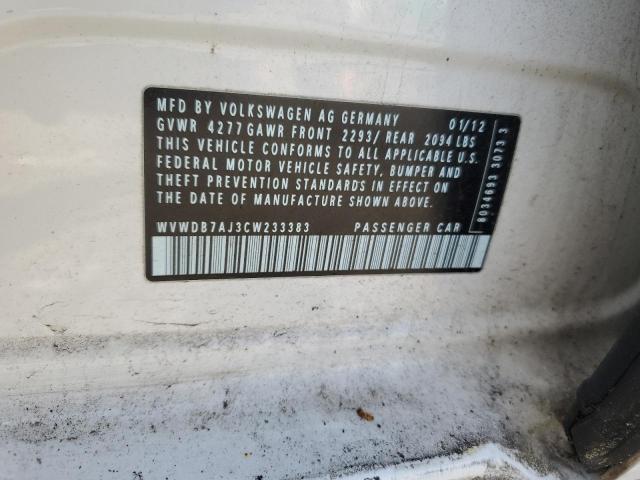 MFD BY VOLKSWAGEN AG GERMANY 01/12
GVWR 4277 GAWR FRONT 2293/ REAR 2094 LBS
THIS VEHICLE CONFORMS TO ALL APPLICABLE U.S.
FEDERAL MOTOR VEHICLE SAFETY, BUMPER AND
THEFT PREVENTION STANDARDS IN EFFECT ON
THE DATE OF MANUFACTURE SHOWN ABOVE.
WVWDB7AJ3CW233383 PASSENGER CAR
8034693 3073 3